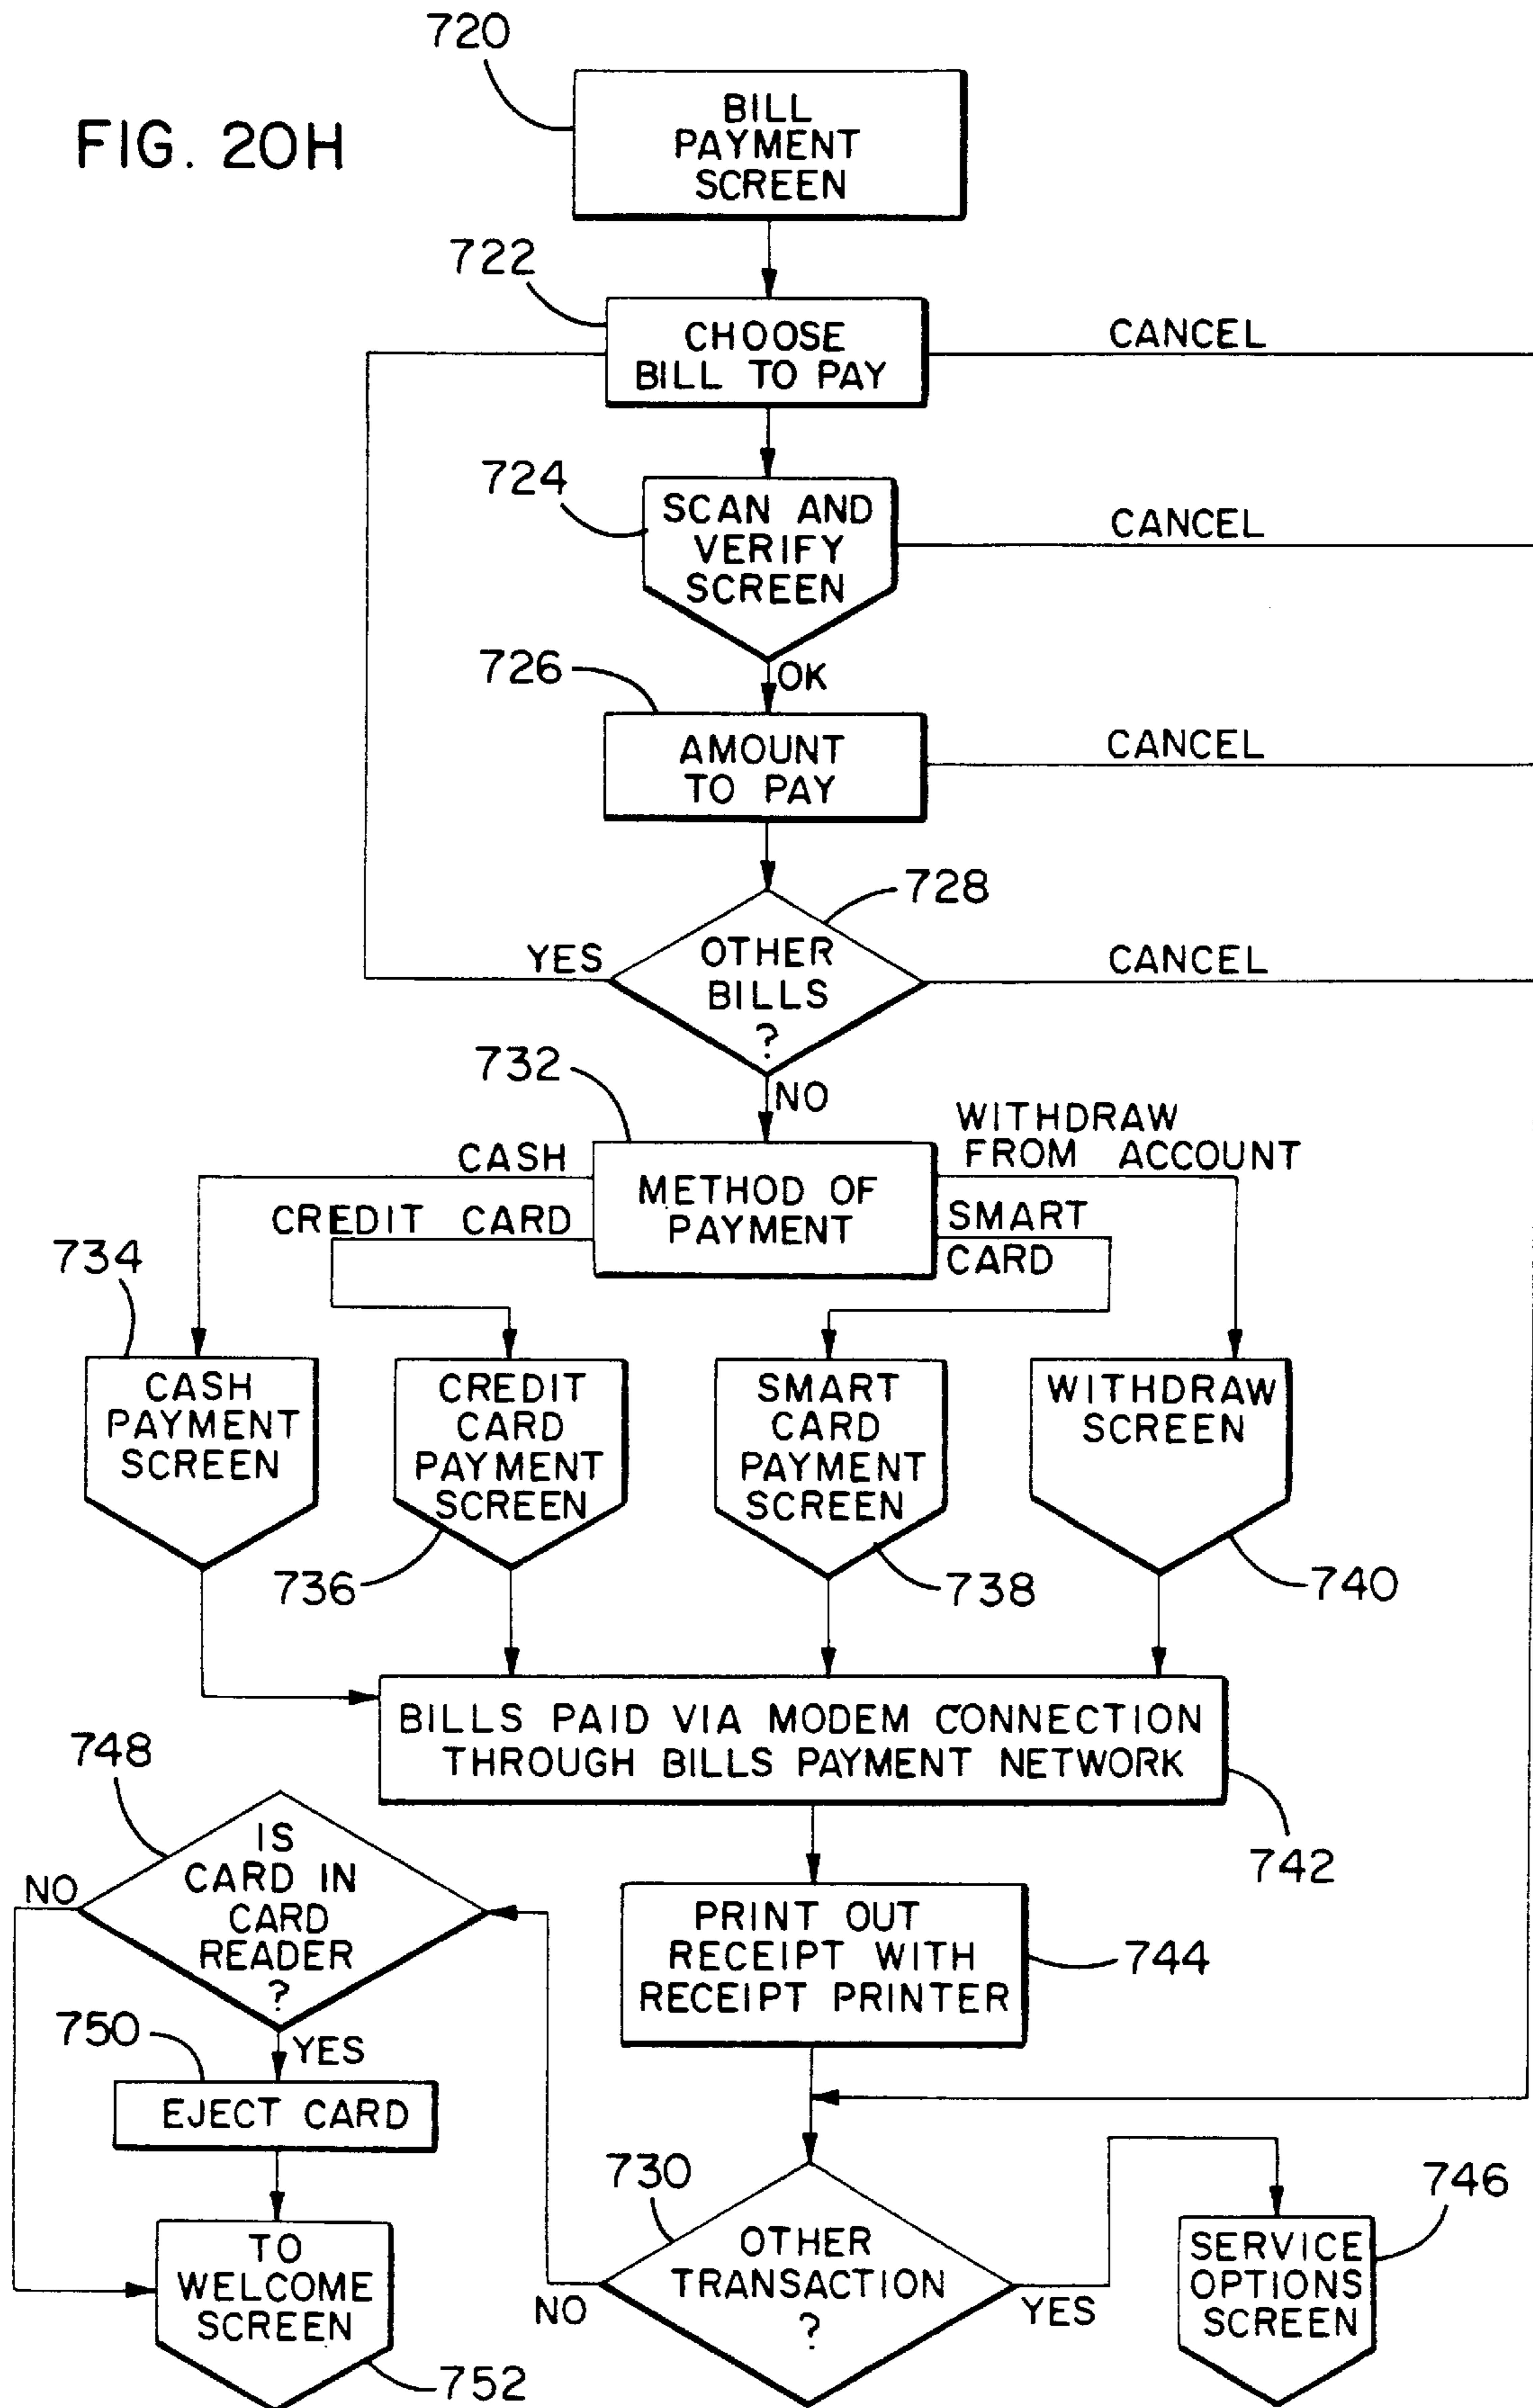 720
FIG. 20H
BILL
PAYMENT
SCREEN
722
CHOOSE
BILL TO PAY
CANCEL
724
SCAN AND
VERIFY
SCREEN
CANCEL
726
OK
AMOUNT
TO PAY
CANCEL
728
YES
OTHER
BILLS
?
CANCEL
732
NO
CASH
CREDIT CARD
METHOD OF
PAYMENT
WITHDRAW
FROM ACCOUNT
SMART
CARD
734
CASH
PAYMENT
SCREEN
CREDIT
CARD
PAYMENT
SCREEN
SMART
CARD
PAYMENT
SCREEN
WITHDRAW
SCREEN
736
738
740
BILLS PAID VIA MODEM CONNECTION
THROUGH BILLS PAYMENT NETWORK
742
748
IS
CARD IN
CARD
READER
?
NO
PRINT OUT
RECEIPT WITH
RECEIPT PRINTER
744
750
YES
EJECT CARD
730
OTHER
TRANSACTION
?
NO
YES
746
SERVICE
OPTIONS
SCREEN
TO
WELCOME
SCREEN
752